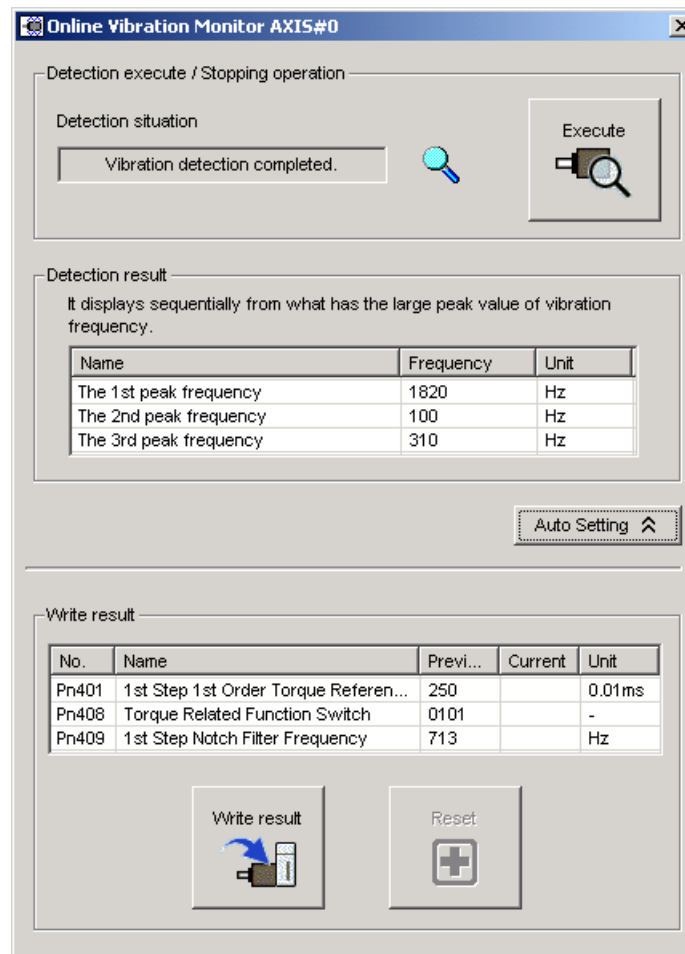 Online Vibration Monitor AXIS#0
Detection execute / Stopping operation
Detection situation
Vibration detection completed.
Execute
Detection result
It displays sequentially from what has the large peak value of vibration
frequency.
Name Frequency Unit
The 1st peak frequency 1820 Hz
The 2nd peak frequency 100 Hz
The 3rd peak frequency 310 Hz
Auto Setting
Write result
No. Name Previ... Current Unit
Pn401 1st Step 1st Order Torque Referen... 250 0.01ms
Pn408 Torque Related Function Switch 0101 -
Pn409 1st Step Notch Filter Frequency 713 Hz
Write result
Reset